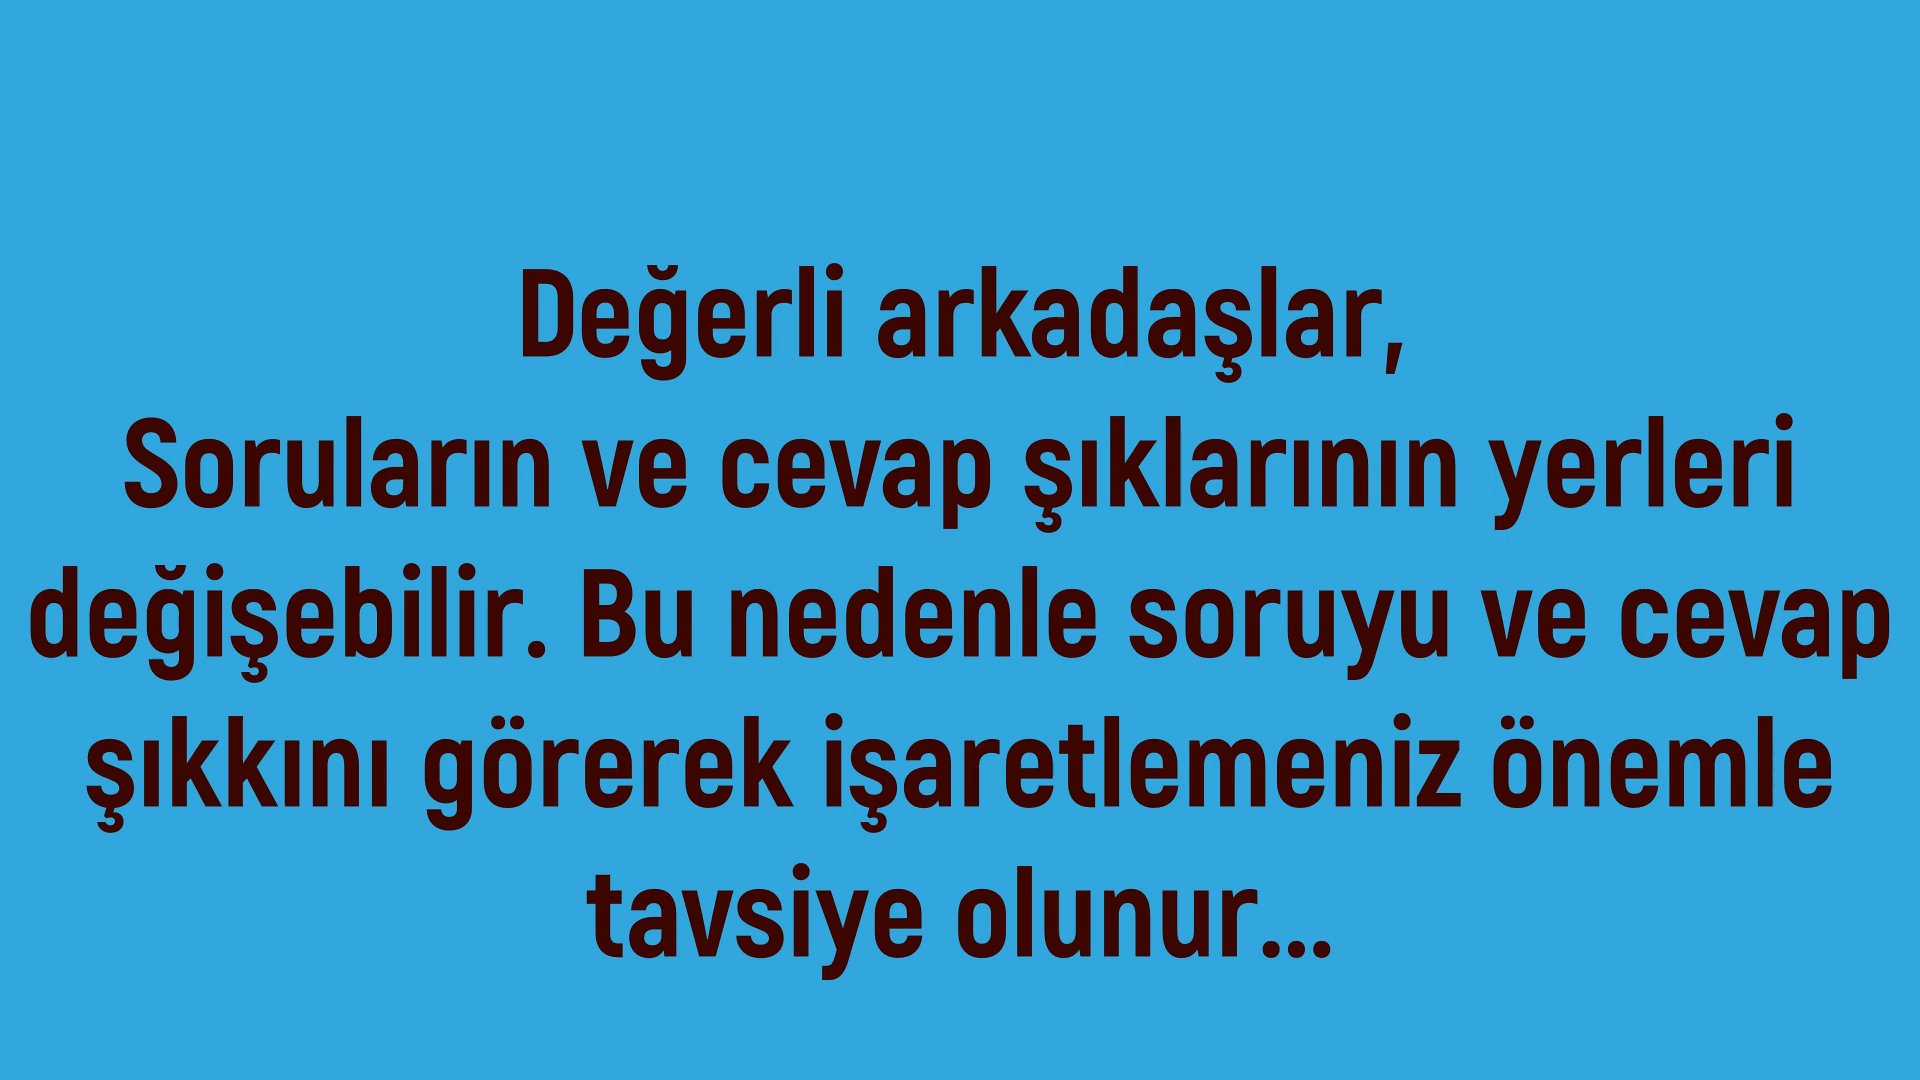 Değerli arkadaşlar,
Soruların ve cevap şıklarının yerleri
değişebilir. Bu nedenle soruyu ve cevap
şıkkını görerek işaretlemeniz önemle
tavsiye olunur...